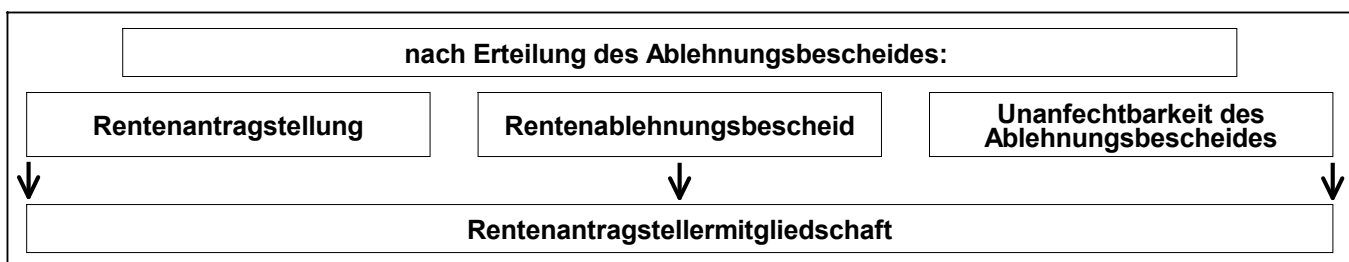 nach Erteilung des Ablehnungsbescheides:
Rentenantragstellung
Rentenablehnungsbescheid
Unanfechtbarkeit des
Ablehnungsbescheides
Rentenantragstellermitgliedschaft